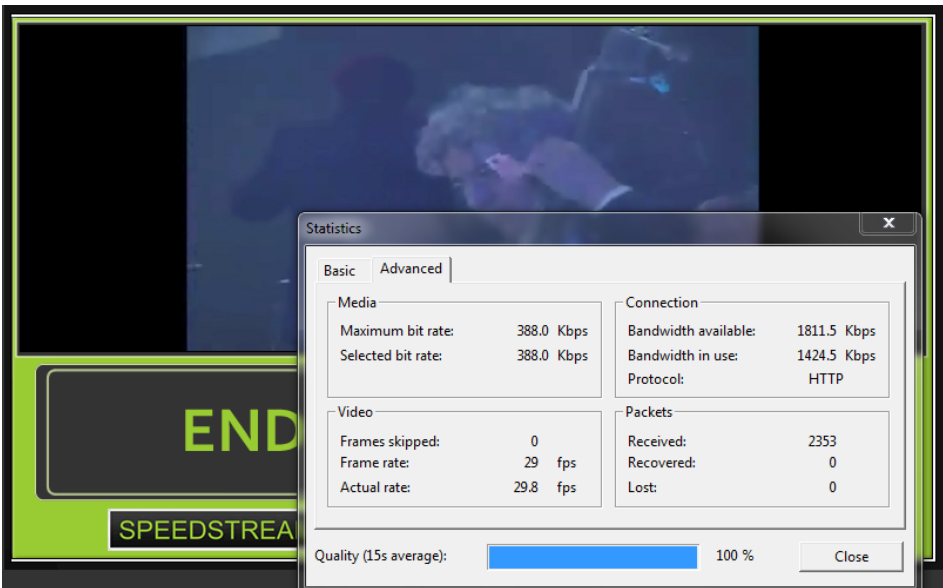 Statistics
x
Basic Advanced
Media
Maximum bit rate: 388.0 Kbps
Selected bit rate: 388.0 Kbps
Connection
Bandwidth available: 1811.5 Kbps
Bandwidth in use: 1424.5 Kbps
Protocol: HTTP
Video
Frames skipped: 0
Frame rate: 29 fps
Actual rate: 29.8 fps
Packets
Received: 2353
Recovered: 0
Lost: 0
END
SPEEDSTREA
Quality (15s average): 100 %
Close